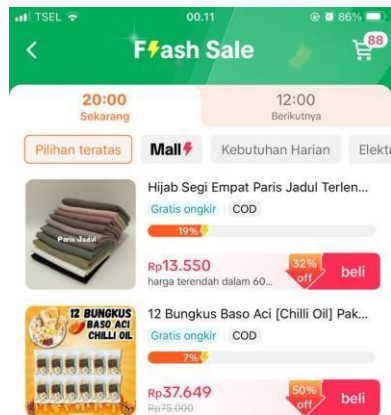 TSEL 00.11 86%
Flash Sale 88
20:00 12:00
Sekarang Berikutnya
Pilihan teratas Mall Kebutuhan Harian Elektr
Paris Jadul
Hijab Segi Empat Paris Jadul Terlen...
Gratis ongkir COD
19%
Rp13.550 32% off beli
harga terendah dalam 60...
12 BUNGKUS
BASO ACI
CHILLI OIL
12 Bungkus Baso Aci [Chilli Oil] Pak...
Gratis ongkir COD
7%
Rp37.649 50% off beli
Rp75.000